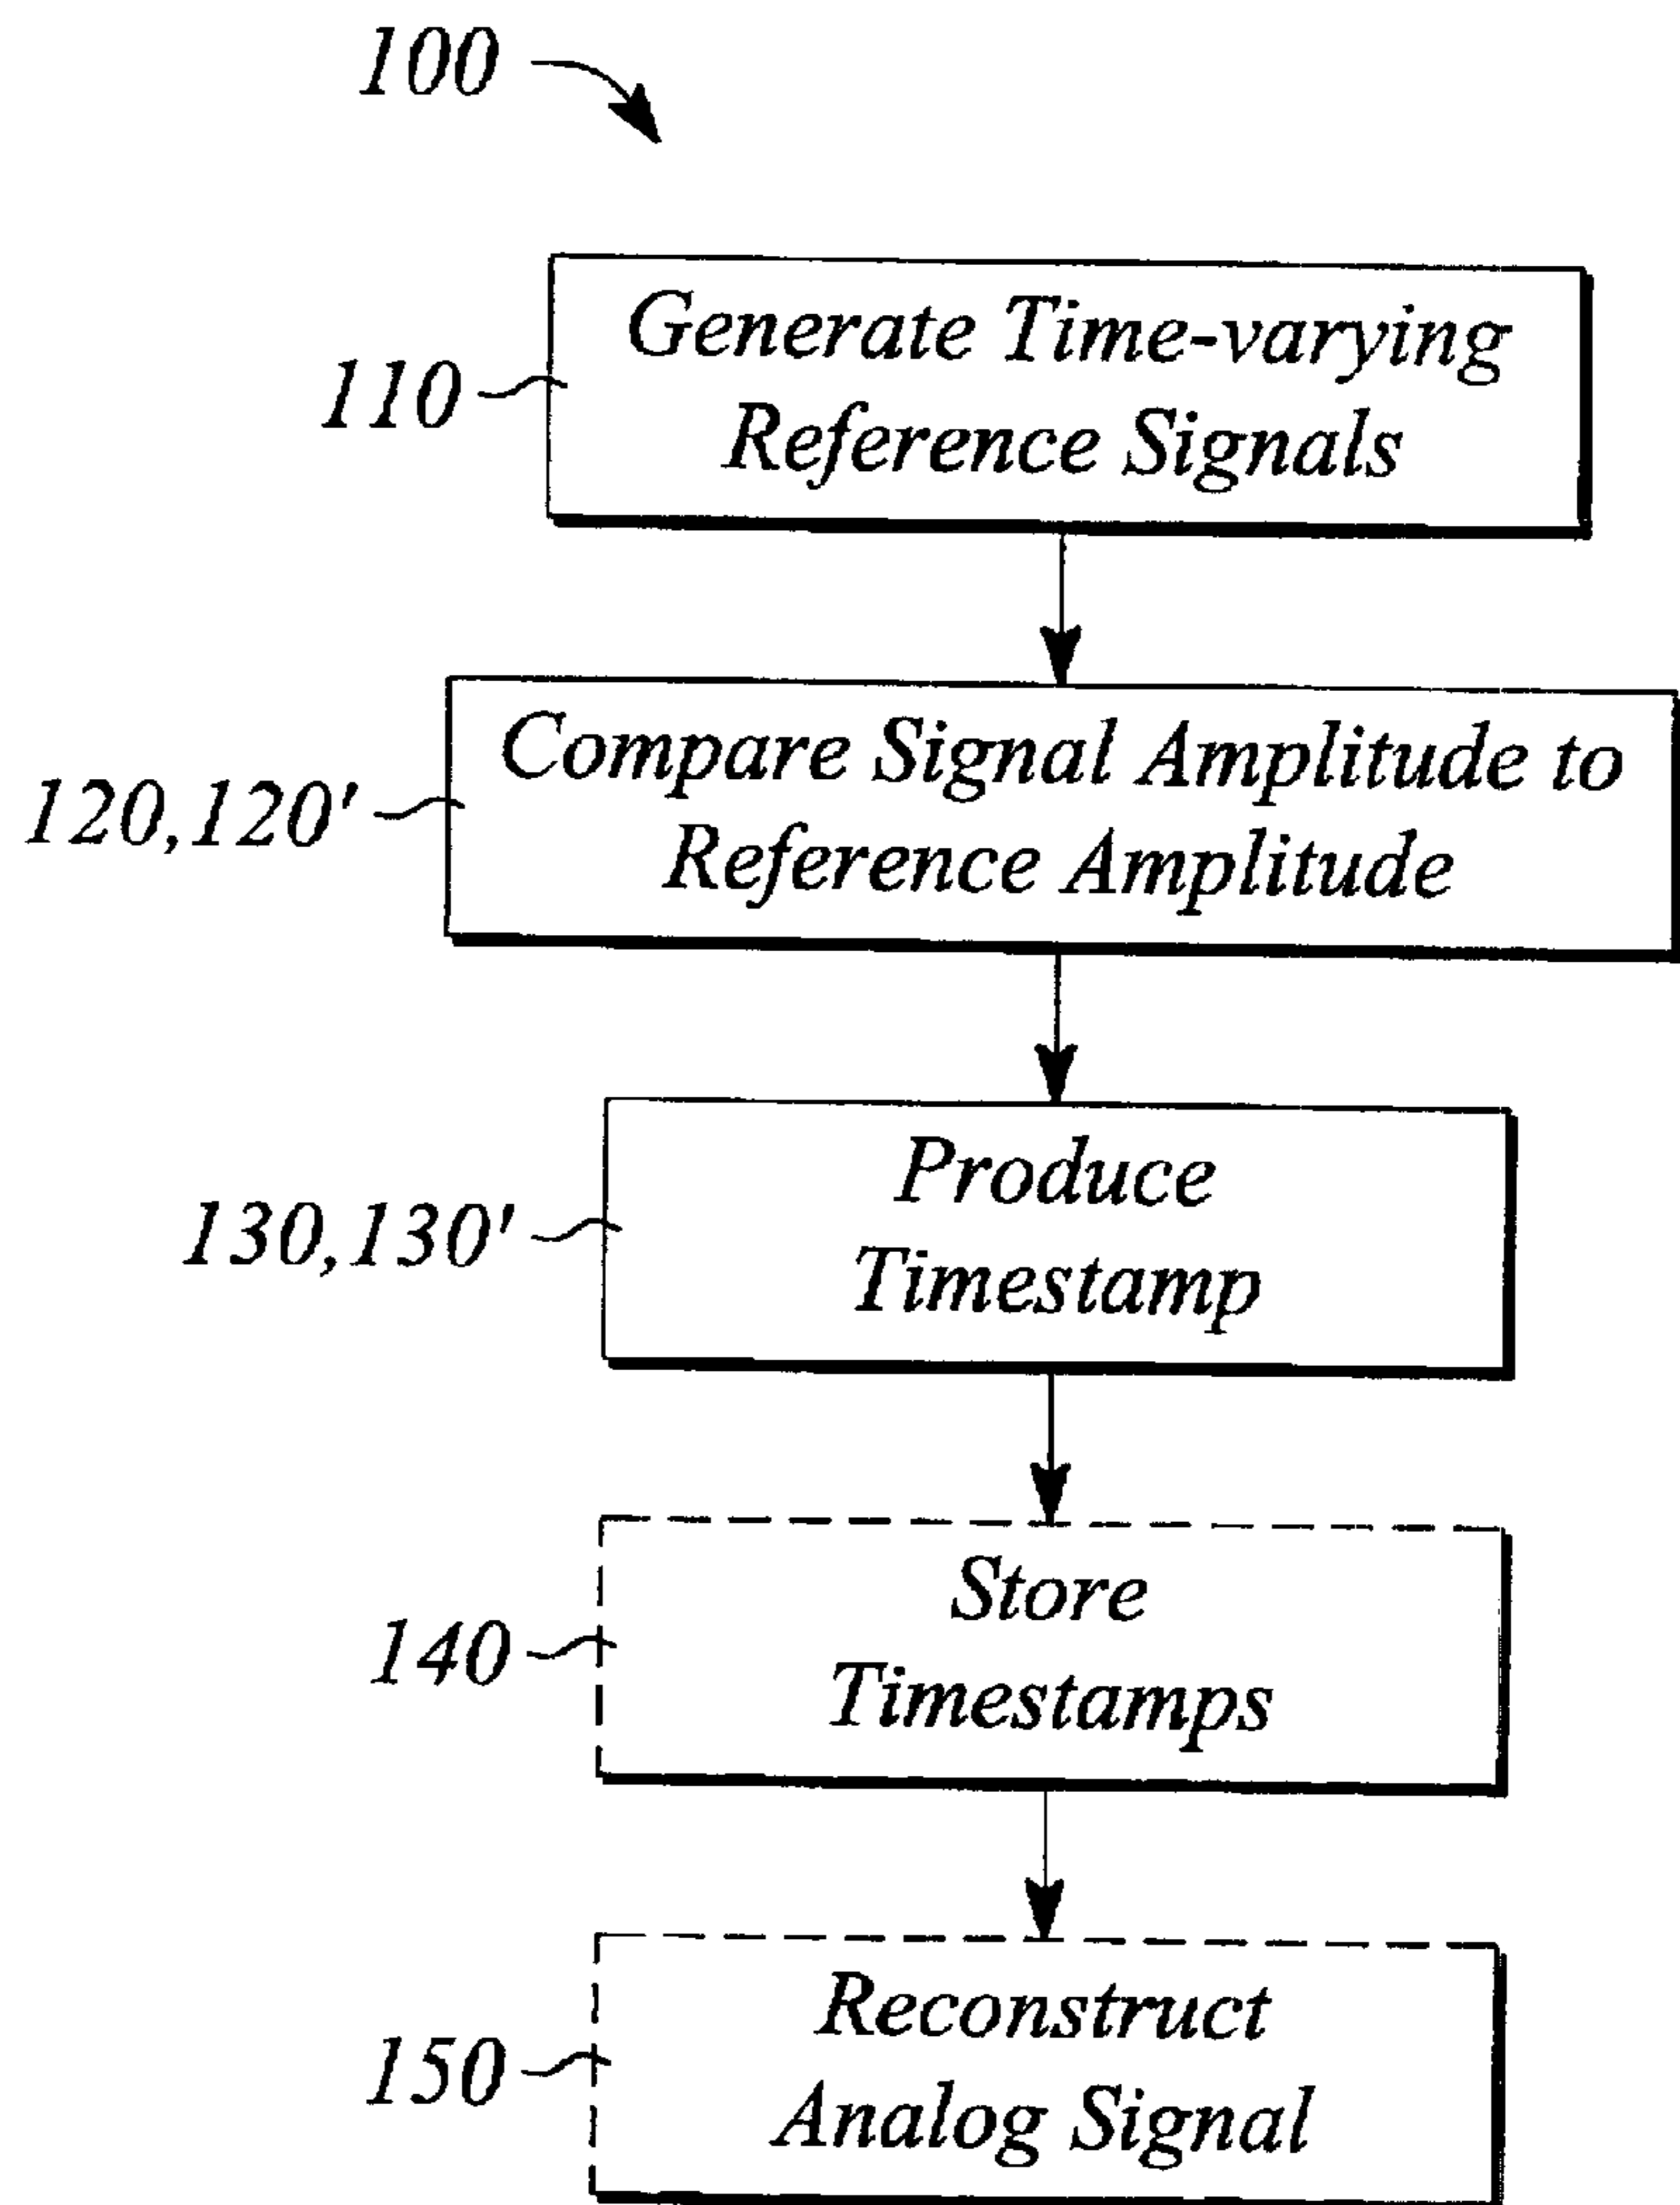 100
110
Generate Time-varying
Reference Signals
120,120'
Compare Signal Amplitude to
Reference Amplitude
130,130'
Produce
Timestamp
140
Store
Timestamps
150
Reconstruct
Analog Signal